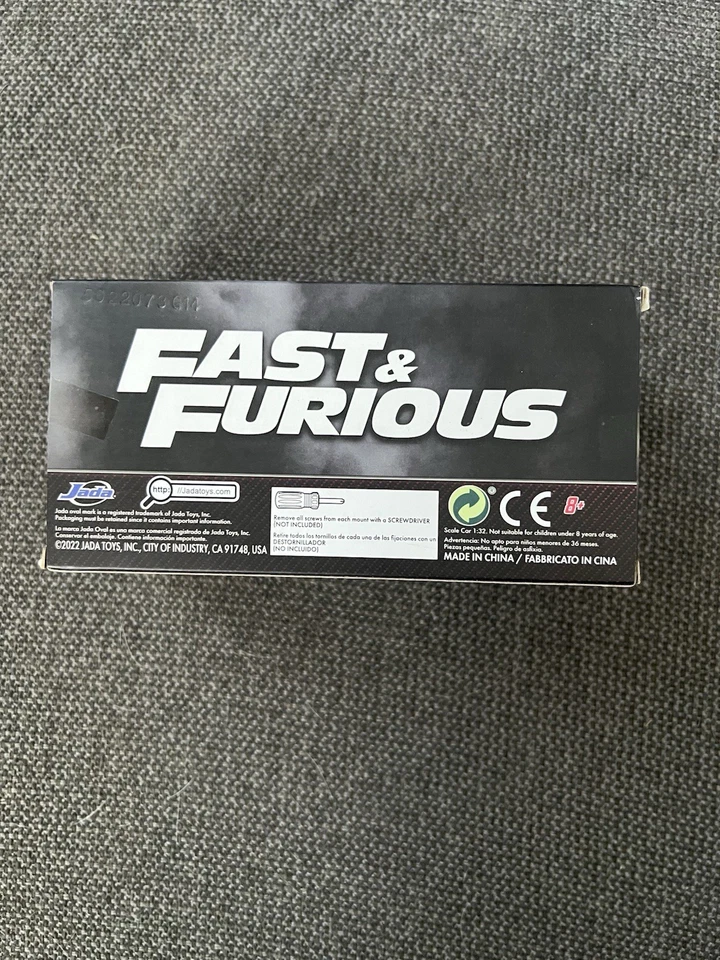 FAST &
FURIOUS
Jada
http: //Jadatoys.com
Jada oval mark is a registered trademark of Jada Toys, Inc.
Packaging must be retained since it contains important information.
La marca Jada Oval es una marca comercial registrada de Jada Toys, Inc.
Conservar el embalaje. Contiene información importante.
©2022 JADA TOYS, INC., CITY OF INDUSTRY, CA 91748, USA
Remove all screws from each mount with a SCREWDRIVER
(NOT INCLUDED)
Retire todos los tornillos de cada una de las fijaciones con un
DESTORNILLADOR
(NO INCLUIDO)
CE
8+
Scale Car 1:32. Not suitable for children under 8 years of age.
Advertencia: No apto para niños menores de 36 meses.
Piezas pequeñas. Peligro de asfixia.
MADE IN CHINA / FABBRICATO IN CINA